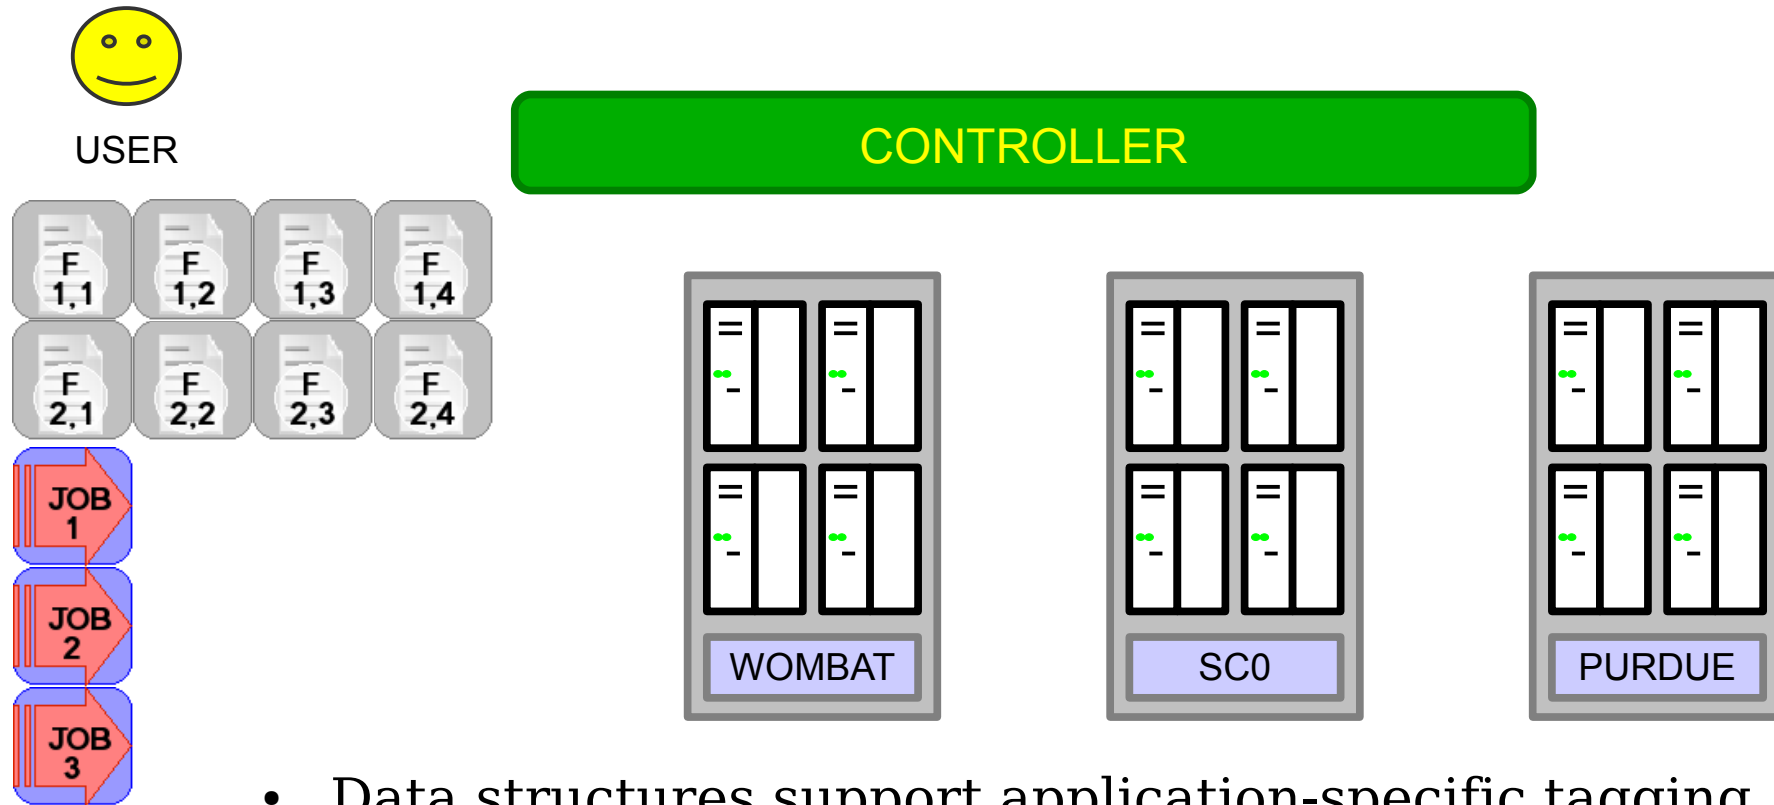 USER
CONTROLLER
F 1,1
F 1,2
F 1,3
F 1,4
F 2,1
F 2,2
F 2,3
F 2,4
JOB 1
JOB 2
JOB 3
WOMBAT
SC0
PURDUE
• Data structures support application-specific tagging